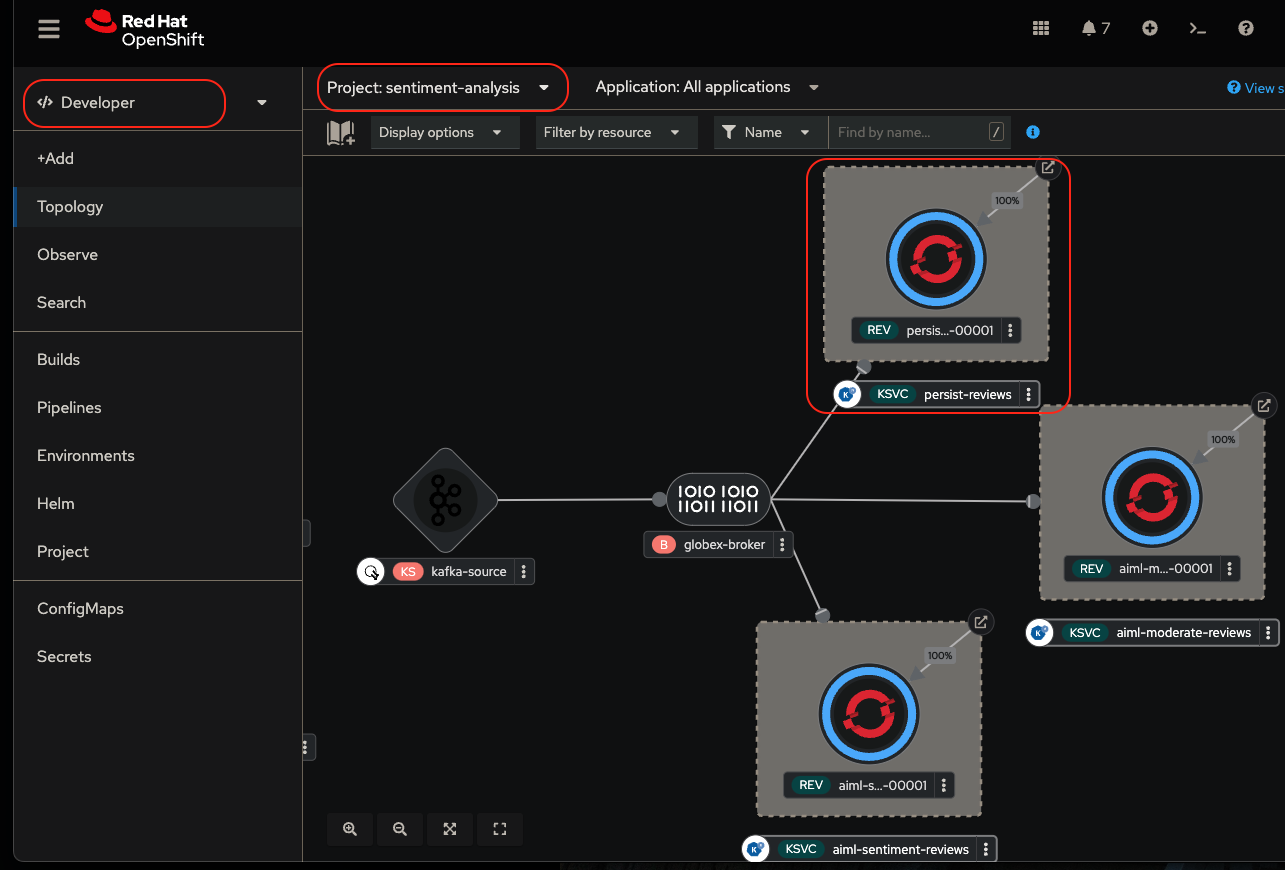 Red Hat
OpenShift
7
Developer
Project: sentiment-analysis
Application: All applications
View s
Display options
Filter by resource
Name
Find by name...
/
+Add
Topology
Observe
Search
Builds
Pipelines
Environments
Helm
Project
ConfigMaps
Secrets
100%
REV persis...-00001
KSVC persist-reviews
100%
REV aiml-m...-00001
KSVC aiml-moderate-reviews
1010 1010
11011 11011
B globex-broker
KS kafka-source
100%
REV aiml-s...-00001
KSVC aiml-sentiment-reviews